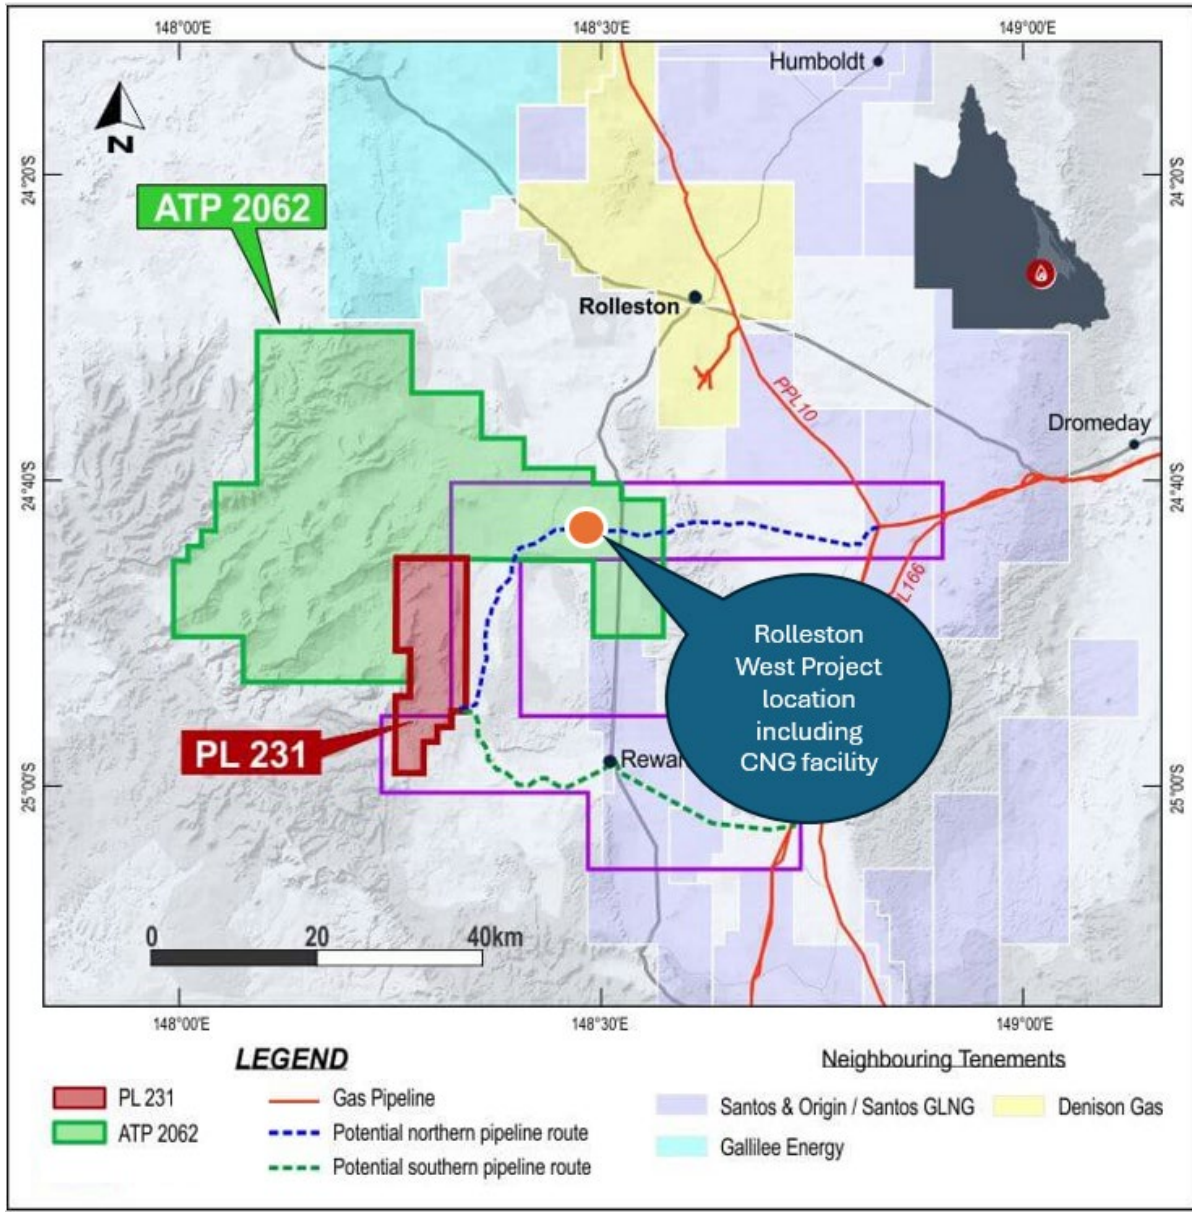 148°00'E
148°30'E
149°00'E
Humboldt
N
24°20'S
24°20'S
ATP 2062
Rolleston
PPL10
Dromeday
24°40'S
24°40'S
L166
Rolleston
West Project
location
including
CNG facility
PL 231
Rewa
25°00'S
25°00'S
0 20 40km
148°00'E
148°30'E
149°00'E
LEGEND
PL 231
ATP 2062
Gas Pipeline
Potential northern pipeline route
Potential southern pipeline route
Neighbouring Tenements
Santos & Origin / Santos GLNG
Denison Gas
Gallilee Energy